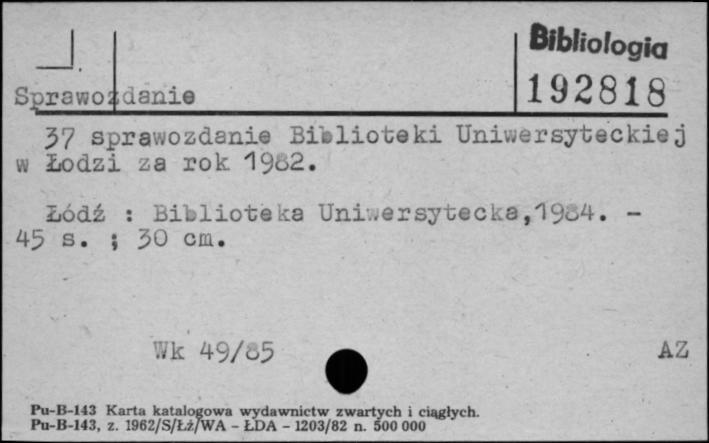 Bibliologia
192818
Sprawozdanie
37 sprawozdanie Biblioteki Uniwersyteckiej
w Łodzi za rok 1982.
Łódź : Biblioteka Uniwersytecka,1984. -
45 s. ; 30 cm.
Wk 49/85
AZ
Pu-B-143 Karta katalogowa wydawnictw zwartych i ciągłych.
Pu-B-143, z. 1962/S/Łż/WA - ŁDA - 1203/82 n. 500 000